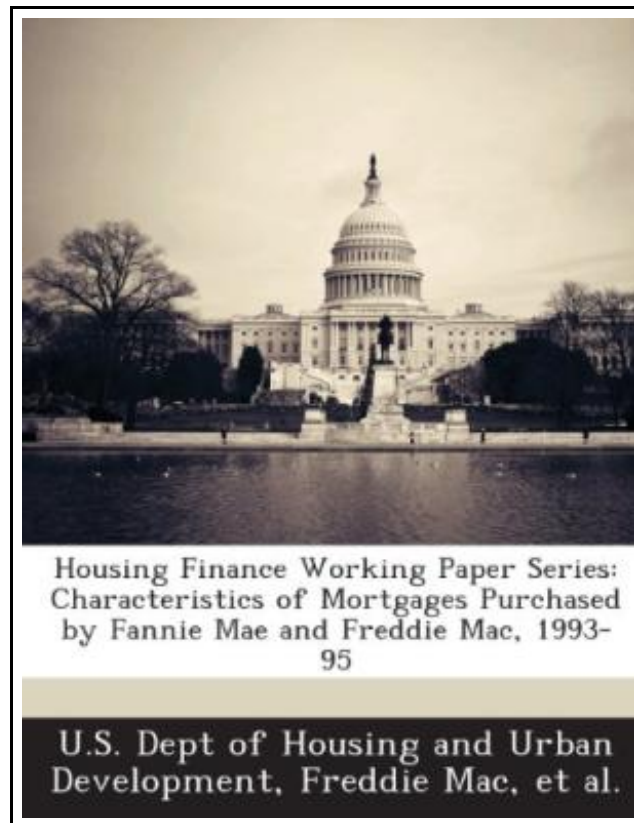 Housing Finance Working Paper Series:
Characteristics of Mortgages Purchased
by Fannie Mae and Freddie Mac, 1993-
95
U.S. Dept of Housing and Urban
Development, Freddie Mac, et al.